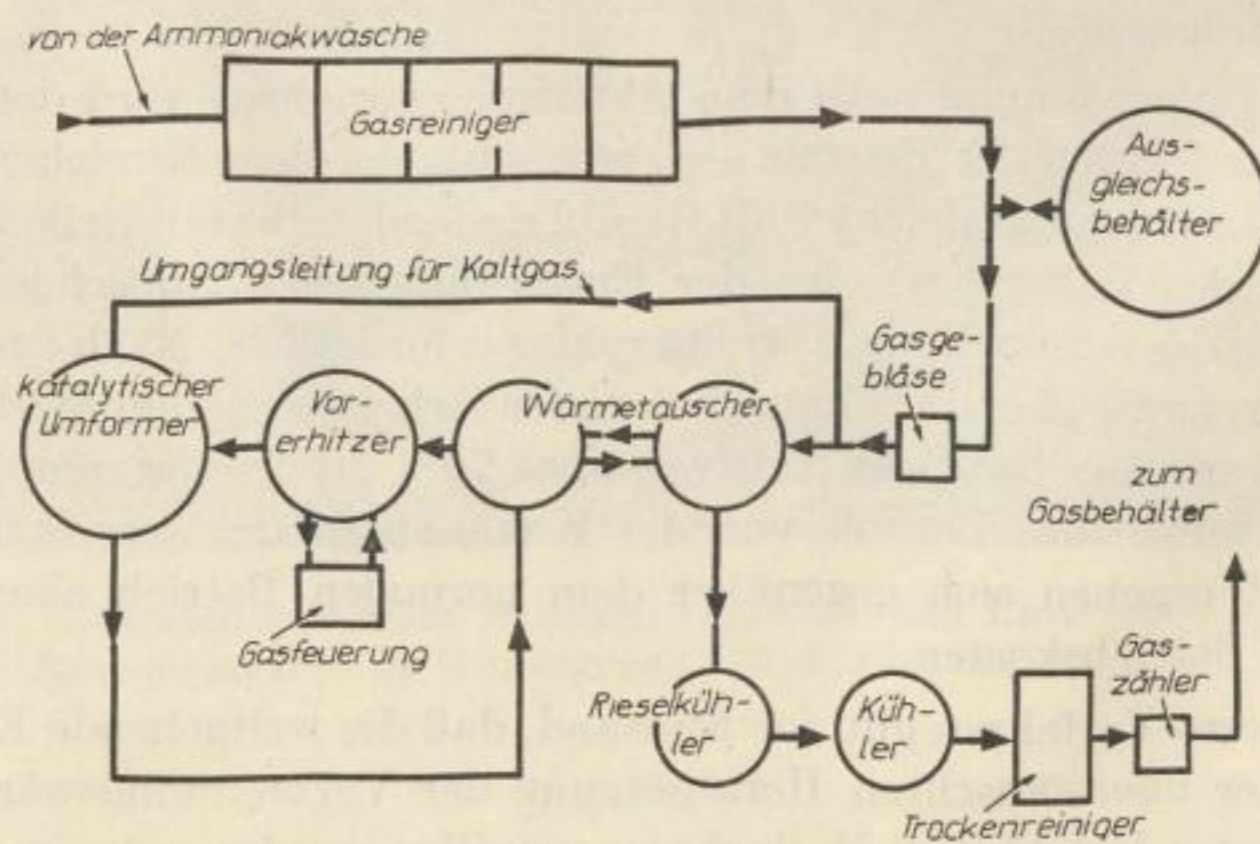 von der Ammoniakwäsche
Gasreiniger
Aus-
gleichs-
behälter
Umgangsleitung für Kaltgas
Gasge-
bläse
katalytischer
Umformer
Vor-
erhitzer
Wärmetauscher
zum
Gasbehälter
Gasfeuerung
Rieselküh-
ler
Küh-
ler
Gas-
zähler
Trockenreiniger